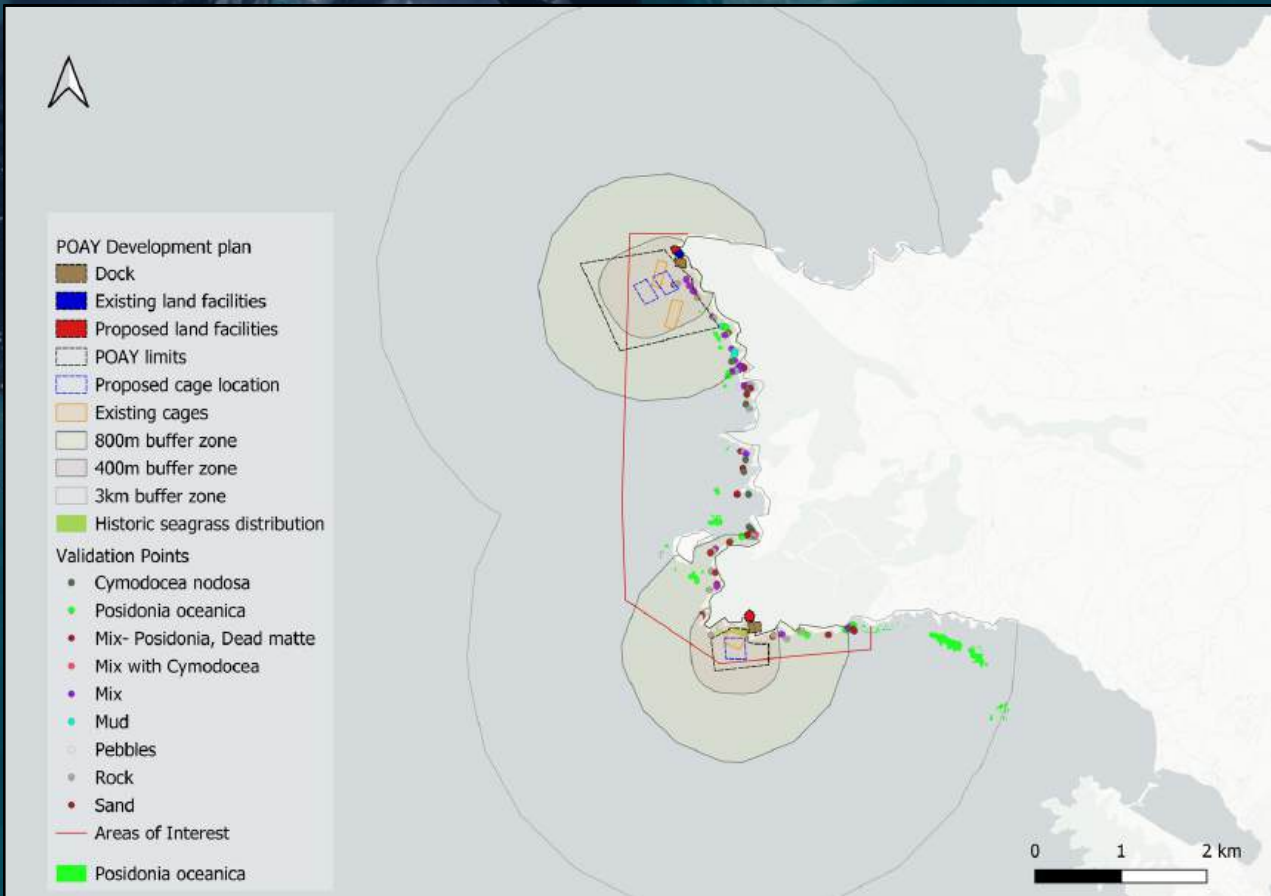 POAY Development plan
Dock
Existing land facilities
Proposed land facilities
POAY limits
Proposed cage location
Existing cages
800m buffer zone
400m buffer zone
3km buffer zone
Historic seagrass distribution
Validation Points
Cymodocea nodosa
Posidonia oceanica
Mix- Posidonia, Dead matte
Mix with Cymodocea
Mix
Mud
Pebbles
Rock
Sand
Areas of Interest
Posidonia oceanica
0 1 2 km